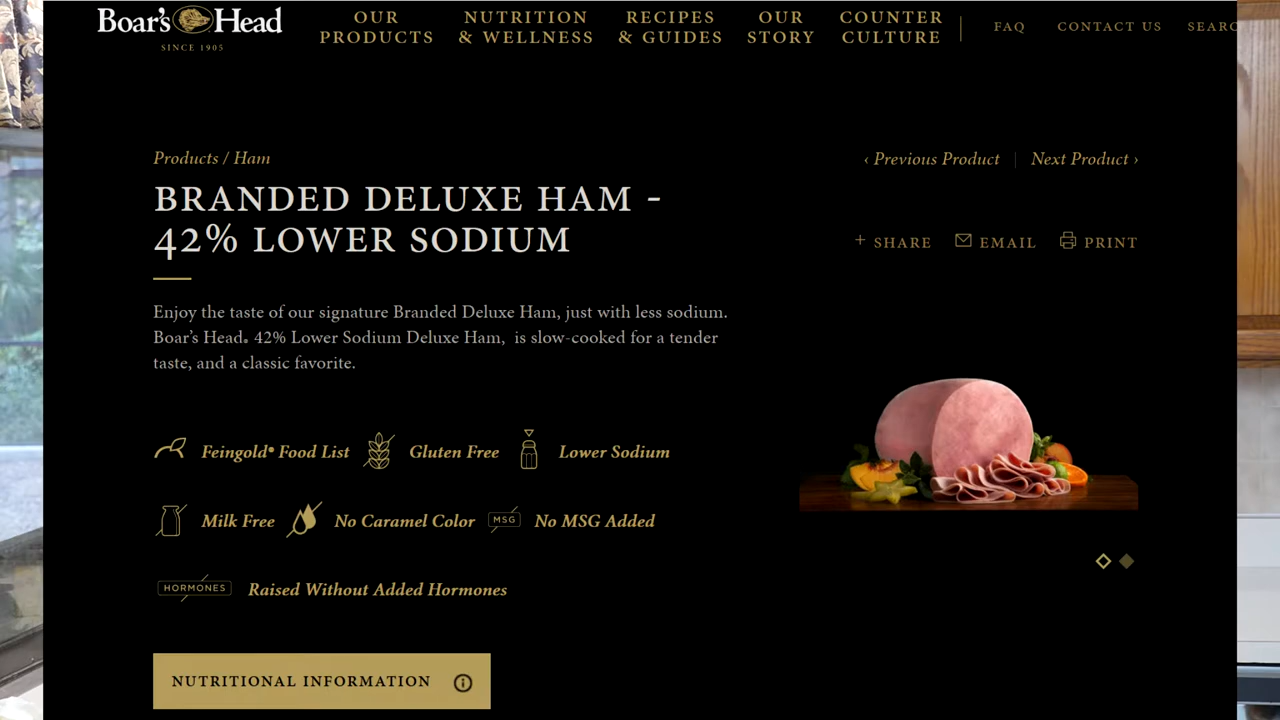 Boar's Head
SINCE 1905
OUR PRODUCTS
NUTRITION & WELLNESS
RECIPES & GUIDES
OUR STORY
COUNTER CULTURE
FAQ
CONTACT US
SEARC
Products / Ham
‹ Previous Product
Next Product ›
BRANDED DELUXE HAM -
42% LOWER SODIUM
+ SHARE
EMAIL
PRINT
Enjoy the taste of our signature Branded Deluxe Ham, just with less sodium.
Boar's Head® 42% Lower Sodium Deluxe Ham, is slow-cooked for a tender
taste, and a classic favorite.
Feingold® Food List
Gluten Free
Lower Sodium
Milk Free
No Caramel Color
MSG
No MSG Added
HORMONES
Raised Without Added Hormones
NUTRITIONAL INFORMATION